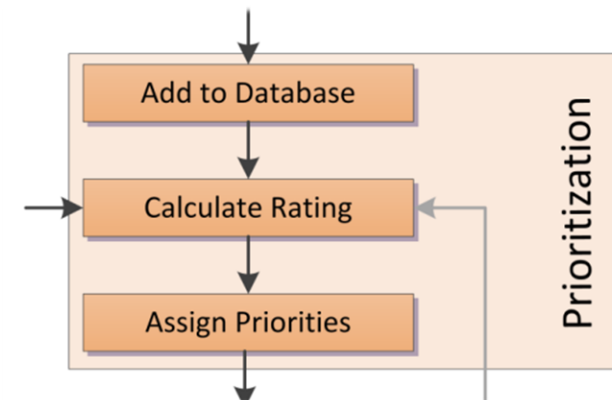 Add to Database
Calculate Rating
Assign Priorities
Prioritization